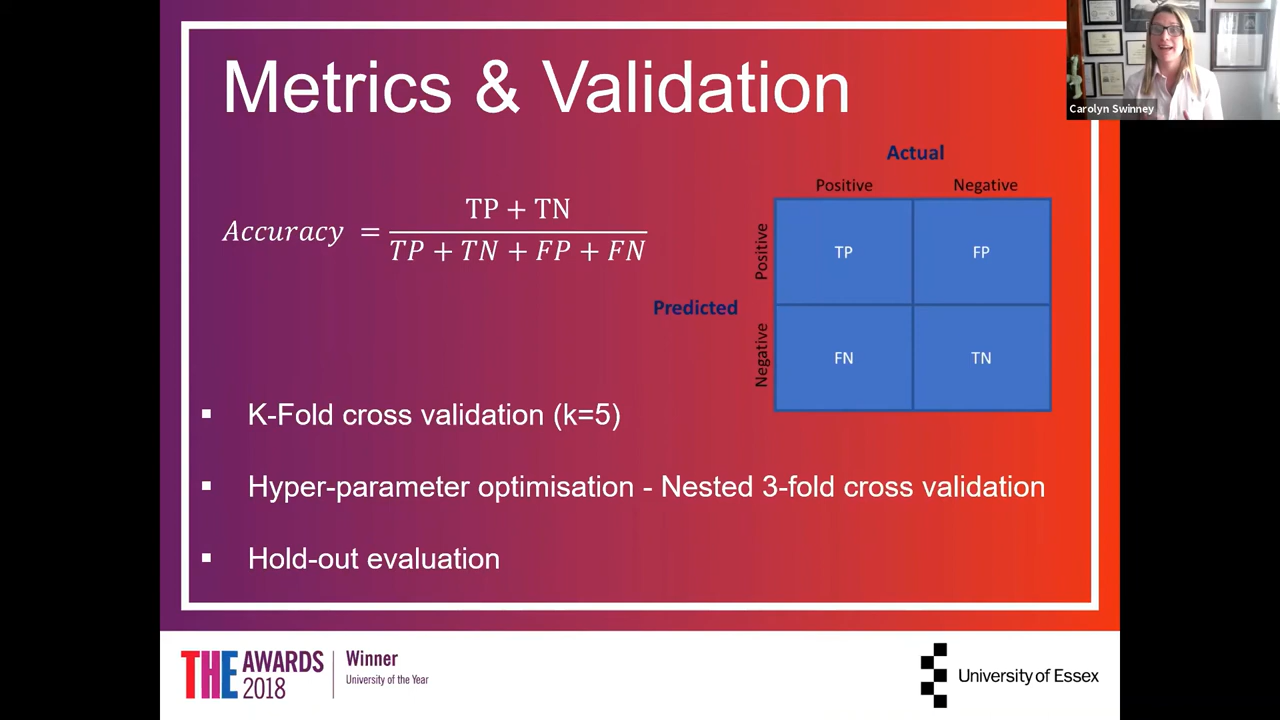 Metrics & Validation
Carolyn Swinney
Accuracy = TP + TN
TP + TN + FP + FN
Actual
Positive Negative
Predicted
Positive
Negative
TP FP
FN TN
▪ K-Fold cross validation (k=5)
▪ Hyper-parameter optimisation - Nested 3-fold cross validation
▪ Hold-out evaluation
THE AWARDS 2018
Winner
University of the Year
University of Essex